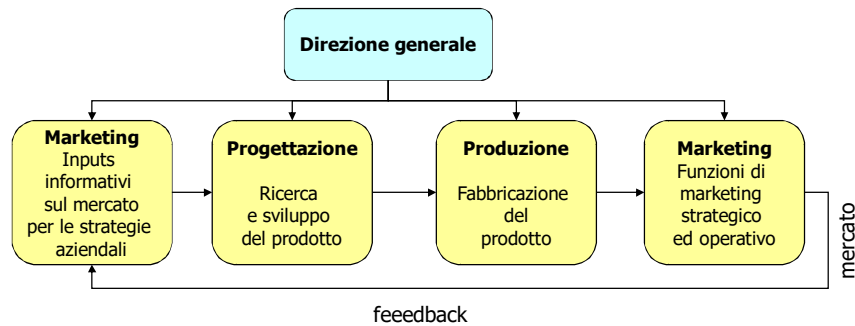 Direzione generale
Marketing
Inputs
informativi
sul mercato
per le strategie
aziendali
Progettazione
Ricerca
e sviluppo
del prodotto
Produzione
Fabbricazione
del
prodotto
Marketing
Funzioni di
marketing
strategico
ed operativo
mercato
feeedback